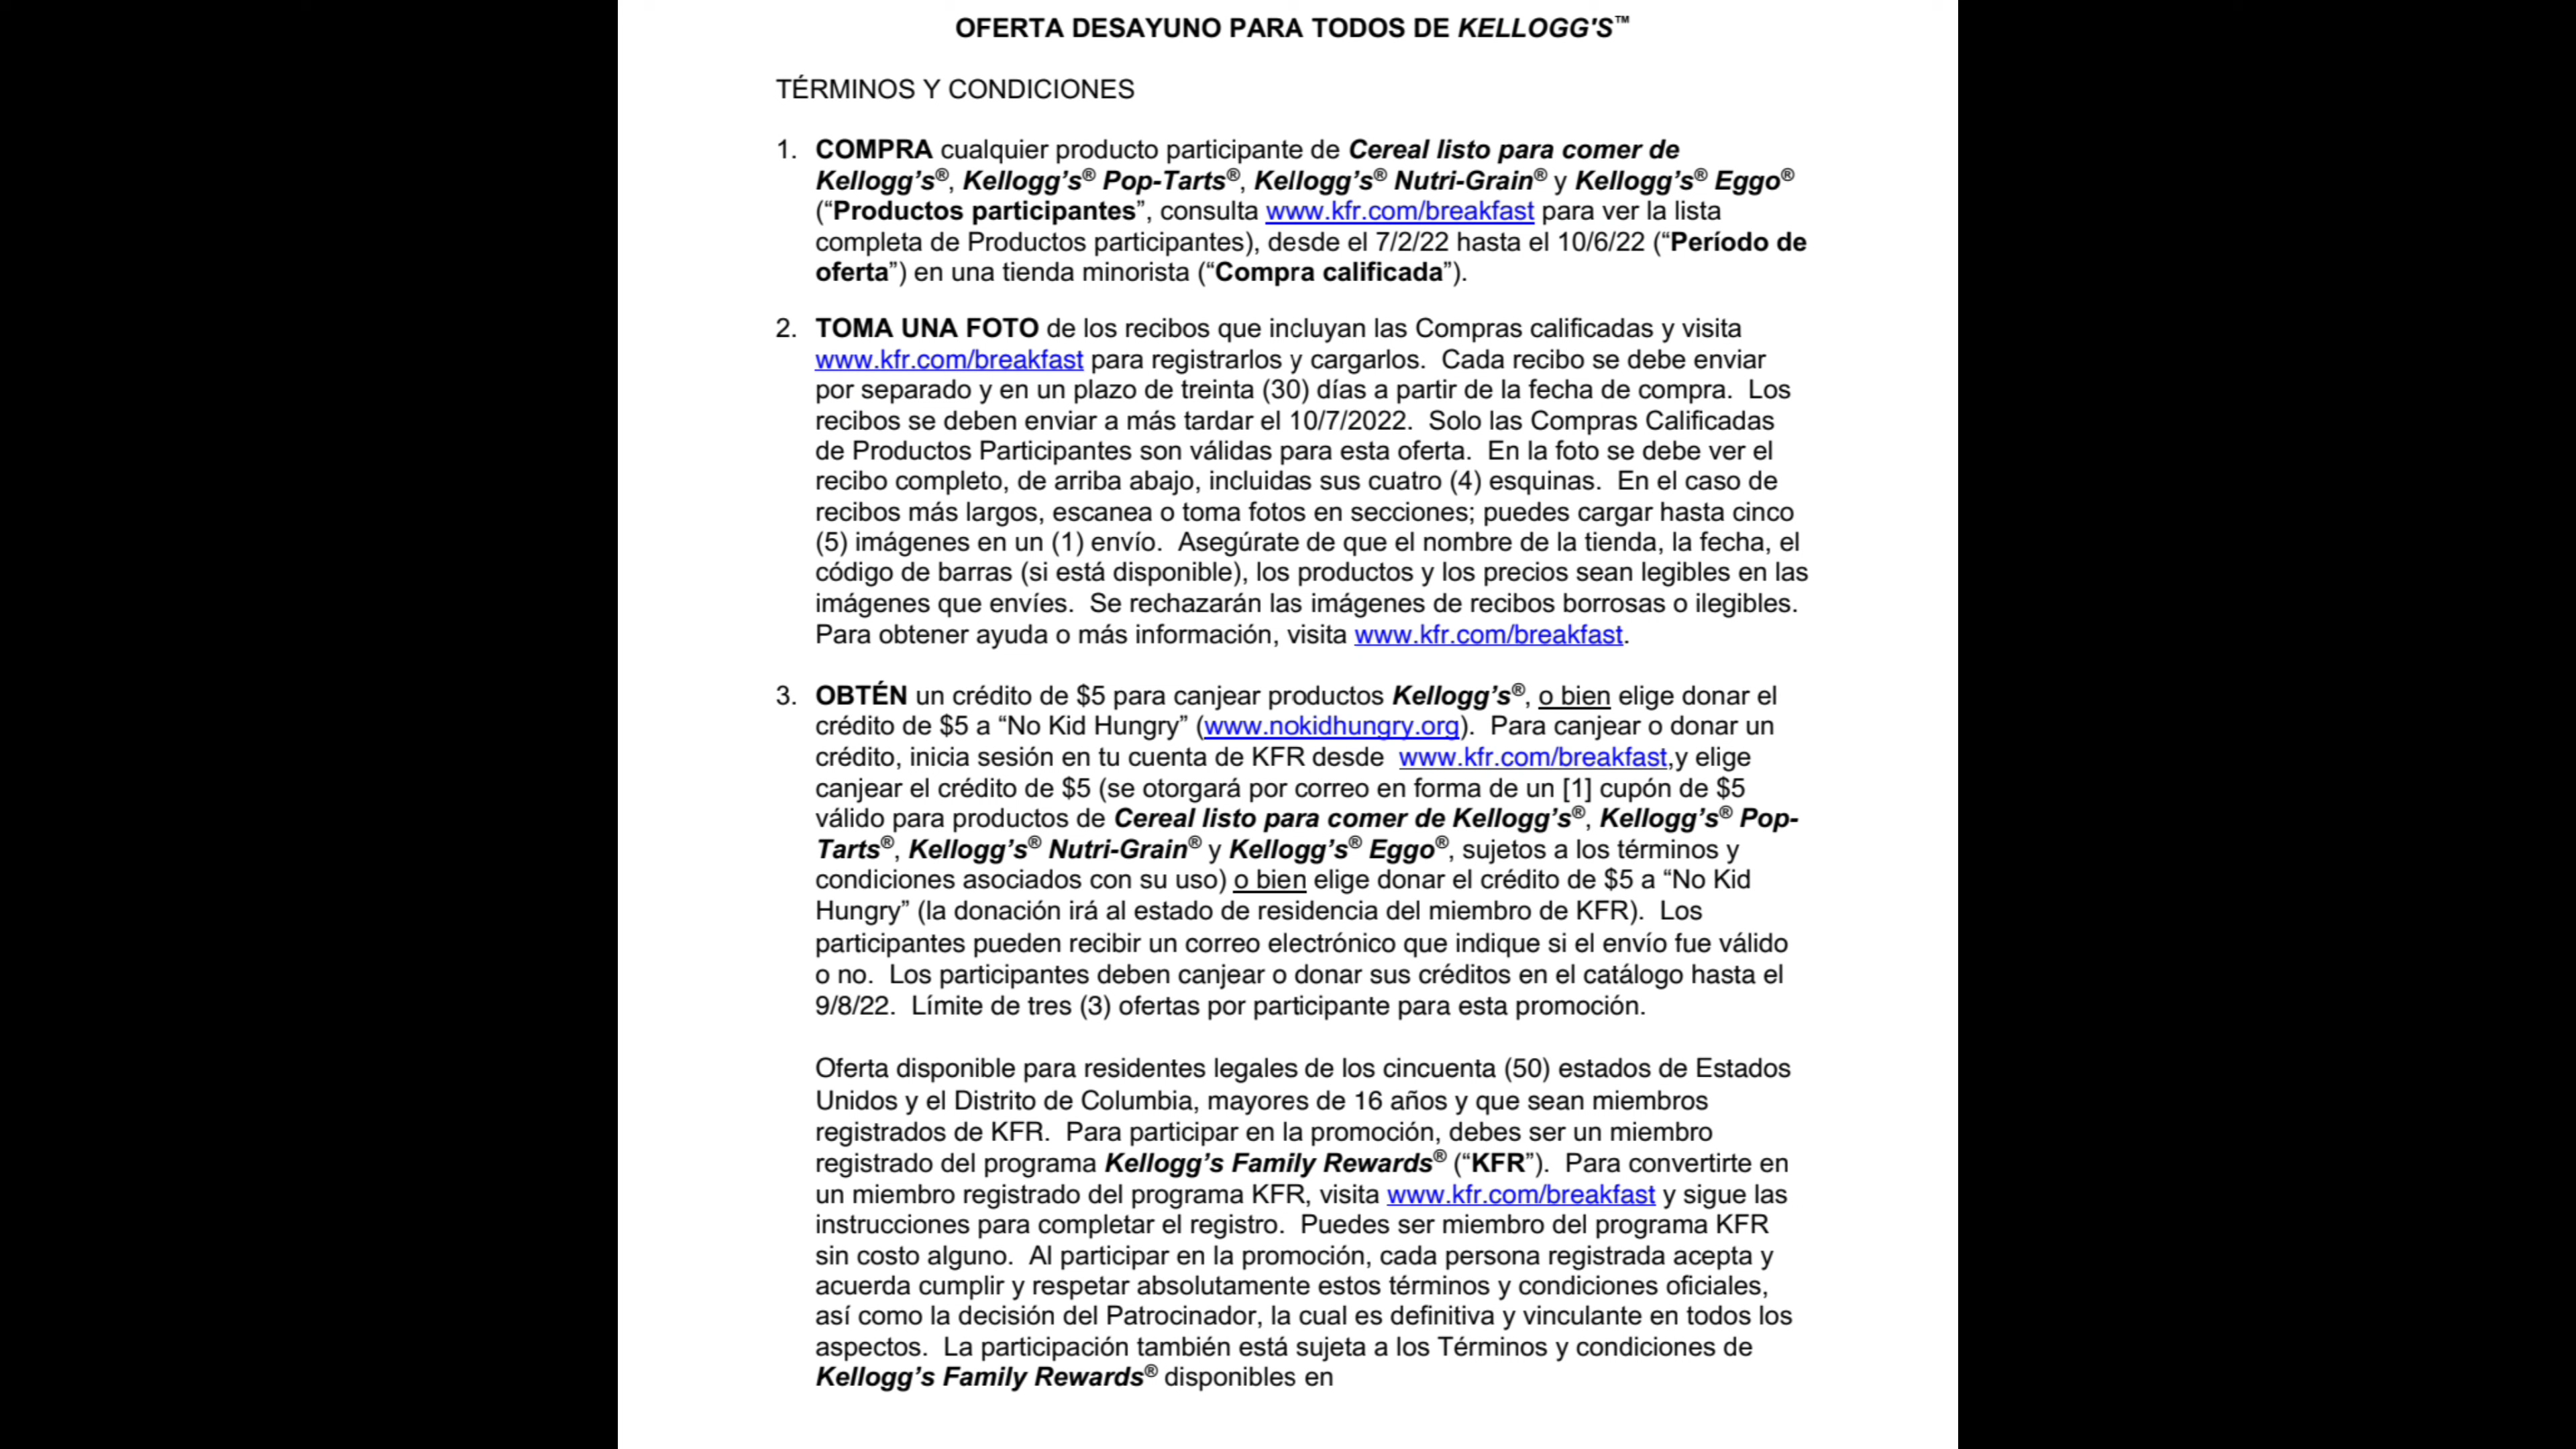 OFERTA DESAYUNO PARA TODOS DE KELLOGG'S™
TÉRMINOS Y CONDICIONES
1. COMPRA cualquier producto participante de Cereal listo para comer de
Kellogg’s®, Kellogg’s® Pop-Tarts®, Kellogg’s® Nutri-Grain® y Kellogg’s® Eggo®
(“Productos participantes”, consulta www.kfr.com/breakfast para ver la lista
completa de Productos participantes), desde el 7/2/22 hasta el 10/6/22 (“Período de
oferta”) en una tienda minorista (“Compra calificada”).
2. TOMA UNA FOTO de los recibos que incluyan las Compras calificadas y visita
www.kfr.com/breakfast para registrarlos y cargarlos. Cada recibo se debe enviar
por separado y en un plazo de treinta (30) días a partir de la fecha de compra. Los
recibos se deben enviar a más tardar el 10/7/2022. Solo las Compras Calificadas
de Productos Participantes son válidas para esta oferta. En la foto se debe ver el
recibo completo, de arriba abajo, incluidas sus cuatro (4) esquinas. En el caso de
recibos más largos, escanea o toma fotos en secciones; puedes cargar hasta cinco
(5) imágenes en un (1) envío. Asegúrate de que el nombre de la tienda, la fecha, el
código de barras (si está disponible), los productos y los precios sean legibles en las
imágenes que envíes. Se rechazarán las imágenes de recibos borrosas o ilegibles.
Para obtener ayuda o más información, visita www.kfr.com/breakfast.
3. OBTÉN un crédito de $5 para canjear productos Kellogg’s®, o bien elige donar el
crédito de $5 a “No Kid Hungry” (www.nokidhungry.org). Para canjear o donar un
crédito, inicia sesión en tu cuenta de KFR desde www.kfr.com/breakfast,y elige
canjear el crédito de $5 (se otorgará por correo en forma de un [1] cupón de $5
válido para productos de Cereal listo para comer de Kellogg’s®, Kellogg’s® Pop-
Tarts®, Kellogg’s® Nutri-Grain® y Kellogg’s® Eggo®, sujetos a los términos y
condiciones asociados con su uso) o bien elige donar el crédito de $5 a “No Kid
Hungry” (la donación irá al estado de residencia del miembro de KFR). Los
participantes pueden recibir un correo electrónico que indique si el envío fue válido
o no. Los participantes deben canjear o donar sus créditos en el catálogo hasta el
9/8/22. Límite de tres (3) ofertas por participante para esta promoción.
Oferta disponible para residentes legales de los cincuenta (50) estados de Estados
Unidos y el Distrito de Columbia, mayores de 16 años y que sean miembros
registrados de KFR. Para participar en la promoción, debes ser un miembro
registrado del programa Kellogg’s Family Rewards® (“KFR”). Para convertirte en
un miembro registrado del programa KFR, visita www.kfr.com/breakfast y sigue las
instrucciones para completar el registro. Puedes ser miembro del programa KFR
sin costo alguno. Al participar en la promoción, cada persona registrada acepta y
acuerda cumplir y respetar absolutamente estos términos y condiciones oficiales,
así como la decisión del Patrocinador, la cual es definitiva y vinculante en todos los
aspectos. La participación también está sujeta a los Términos y condiciones de
Kellogg’s Family Rewards® disponibles en